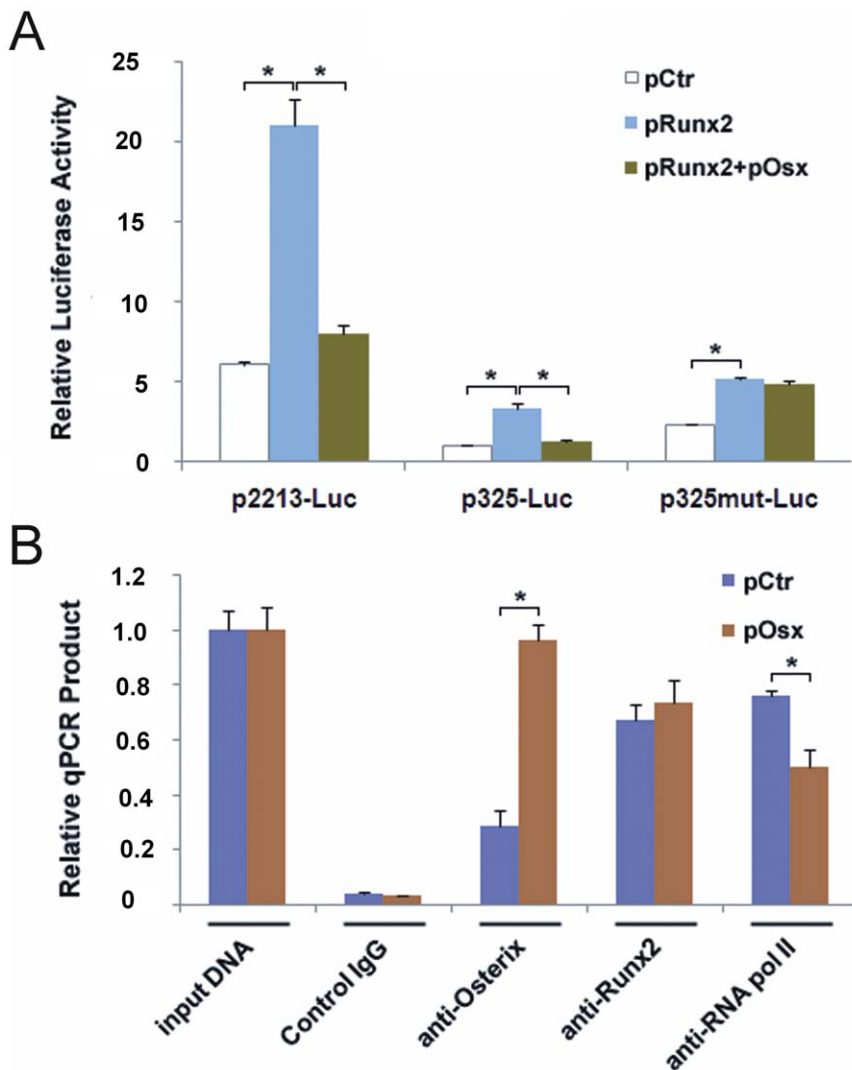 A
Relative Luciferase Activity
25
20
15
10
5
0
* *
* *
*
pCtr
pRunx2
pRunx2+pOsx
p2213-Luc p325-Luc p325mut-Luc
B
Relative qPCR Product
1.2
1.0
0.8
0.6
0.4
0.2
0
*
*
pCtr
pOsx
input DNA
Control IgG
anti-Osterix
anti-Runx2
anti-RNA pol II